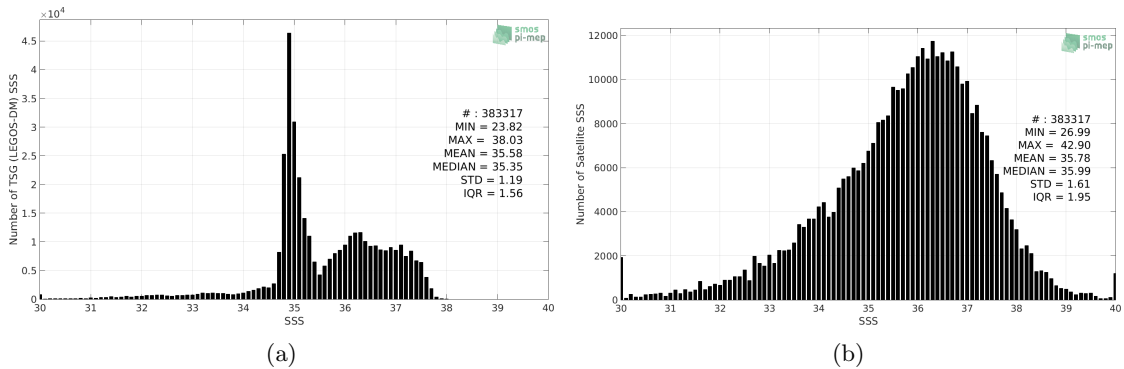 ×10⁴
4.5
4
3.5
3
2.5
2
1.5
1
0.5
0
30 31 32 33 34 35 36 37 38 39 40
SSS
Number of TSG (LEGOS-DM) SSS
smos
pi-mep
# : 383317
MIN = 23.82
MAX = 38.03
MEAN = 35.58
MEDIAN = 35.35
STD = 1.19
IQR = 1.56
(a)
12000
10000
8000
6000
4000
2000
0
30 31 32 33 34 35 36 37 38 39 40
SSS
Number of Satellite SSS
smos
pi-mep
# : 383317
MIN = 26.99
MAX = 42.90
MEAN = 35.78
MEDIAN = 35.99
STD = 1.61
IQR = 1.95
(b)